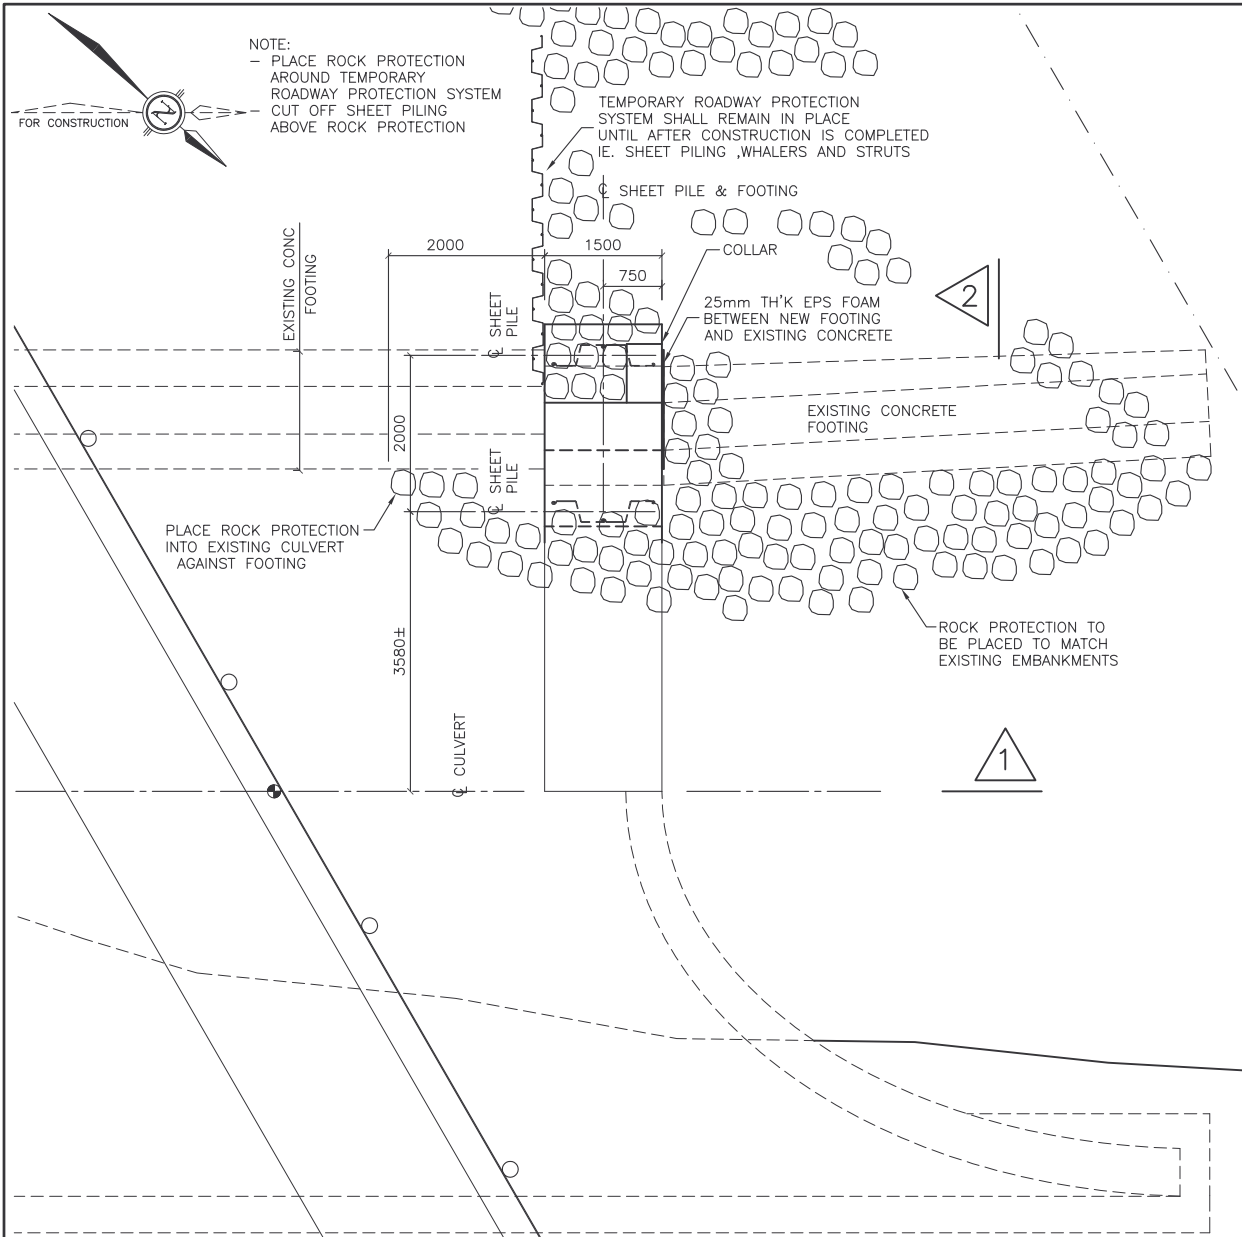 NOTE:
- PLACE ROCK PROTECTION
AROUND TEMPORARY
ROADWAY PROTECTION SYSTEM
- CUT OFF SHEET PILING
ABOVE ROCK PROTECTION
N
FOR CONSTRUCTION
TEMPORARY ROADWAY PROTECTION
SYSTEM SHALL REMAIN IN PLACE
UNTIL AFTER CONSTRUCTION IS COMPLETED
IE. SHEET PILING ,WHALERS AND STRUTS
℄ SHEET PILE & FOOTING
EXISTING CONC
FOOTING
2000
1500
750
COLLAR
2
25mm TH'K EPS FOAM
BETWEEN NEW FOOTING
AND EXISTING CONCRETE
℄ SHEET
PILE
EXISTING CONCRETE
FOOTING
2000
℄ SHEET
PILE
PLACE ROCK PROTECTION
INTO EXISTING CULVERT
AGAINST FOOTING
3580±
ROCK PROTECTION TO
BE PLACED TO MATCH
EXISTING EMBANKMENTS
℄ CULVERT
1